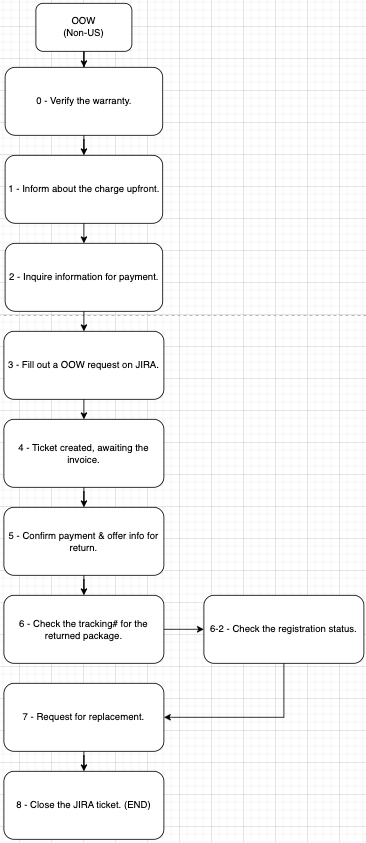 OOW
(Non-US)
0 - Verify the warranty.
1 - Inform about the charge upfront.
2 - Inquire information for payment.
3 - Fill out a OOW request on JIRA.
4 - Ticket created, awaiting the
invoice.
5 - Confirm payment & offer info for
return.
6 - Check the tracking# for the
returned package.
6-2 - Check the registration status.
7 - Request for replacement.
8 - Close the JIRA ticket. (END)